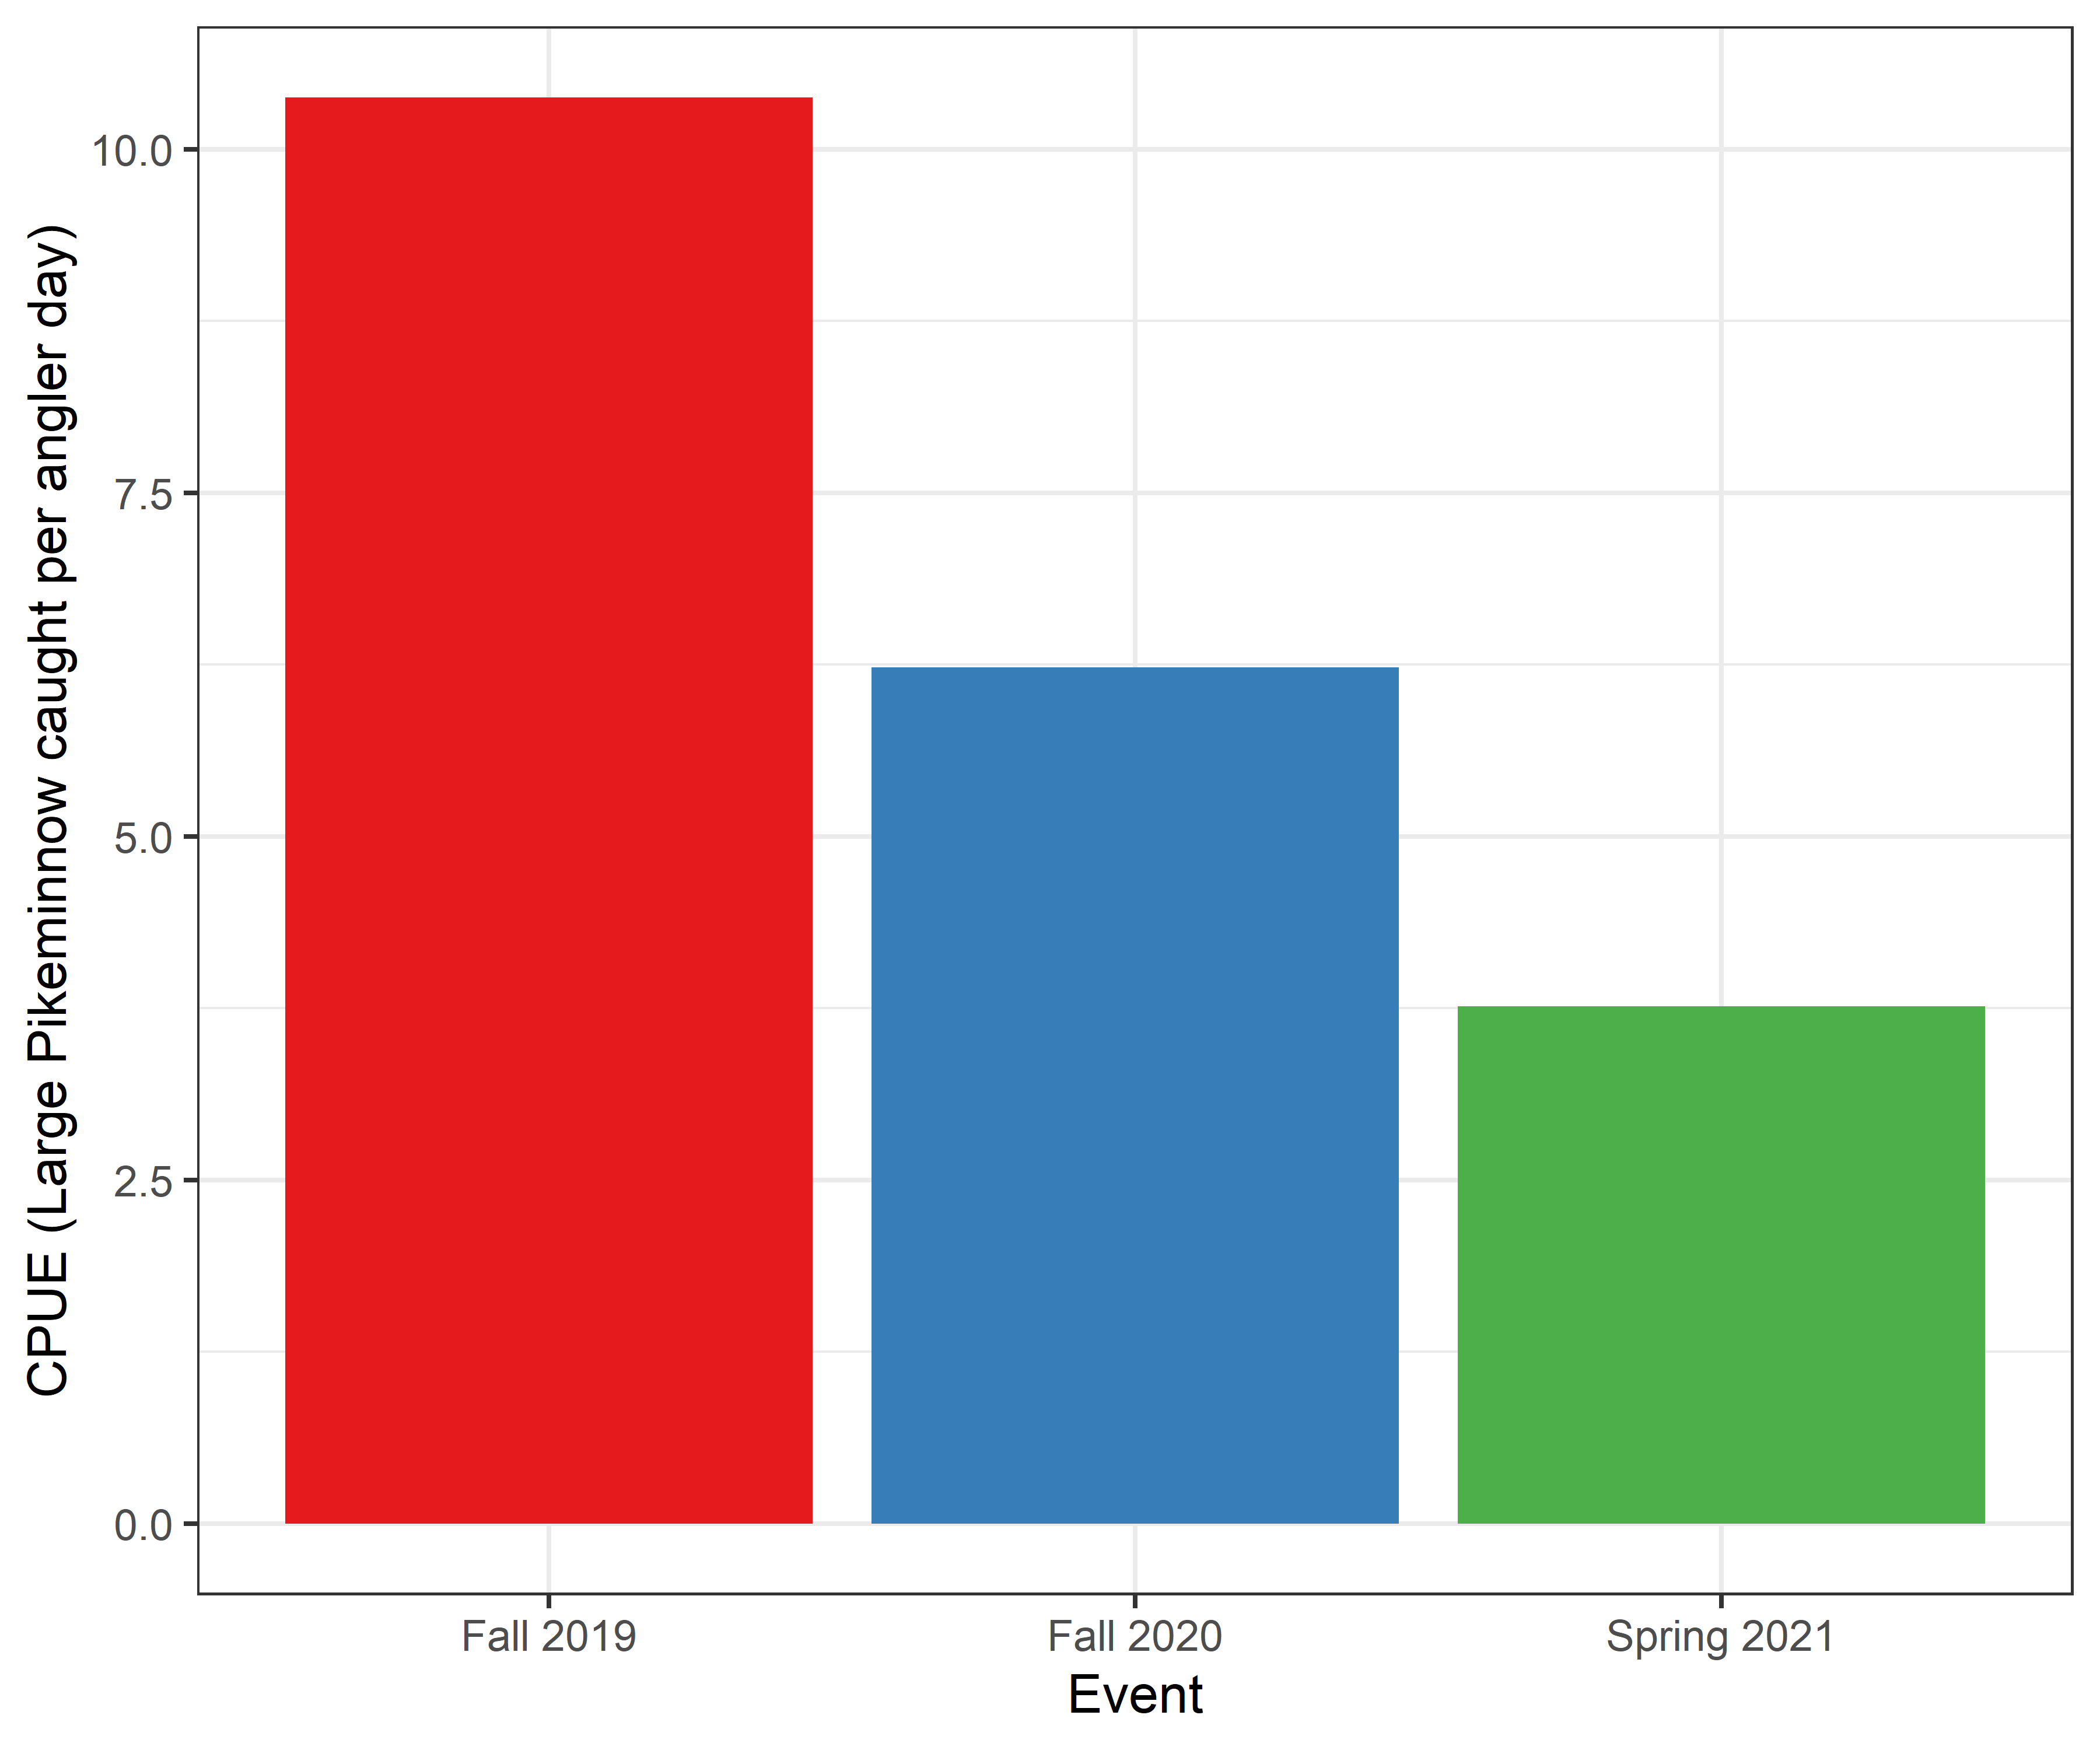 CPUE (Large Pikeminnow caught per angler day)
10.0
7.5
5.0
2.5
0.0
Fall 2019
Fall 2020
Spring 2021
Event